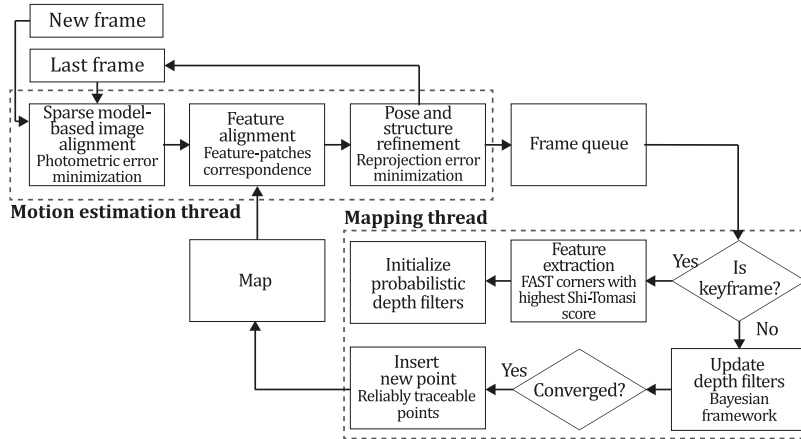 New frame
Last frame
Sparse model-
based image
alignment
Photometric error
minimization
Feature
alignment
Feature-patches
correspondence
Pose and
structure
refinement
Reprojection error
minimization
Frame queue
Motion estimation thread
Mapping thread
Map
Initialize
probabilistic
depth filters
Feature
extraction
FAST corners with
highest Shi-Tomasi
score
Yes
Is
keyframe?
No
Insert
new point
Reliably traceable
points
Yes
Converged?
Update
depth filters
Bayesian
framework